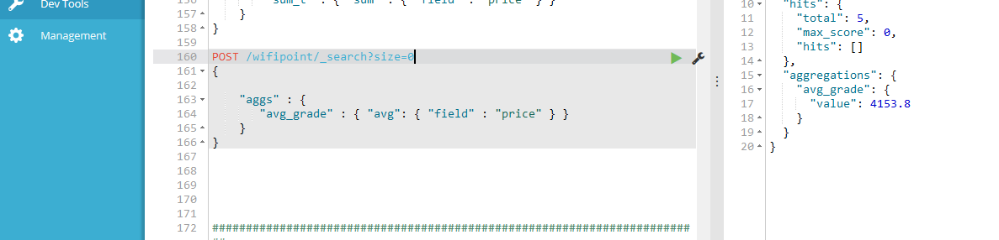 Dev Tools
Management
156 "sum_t" : { "sum" : { "field" : "price" } }
157 }
158 }
159
160 POST /wifipoint/_search?size=0
161 {
162
163 "aggs" : {
164 "avg_grade" : { "avg": { "field" : "price" } }
165 }
166 }
167
168
169
170
171
172 #######################################################################
##
10 "hits": {
11 "total": 5,
12 "max_score": 0,
13 "hits": []
14 },
15 "aggregations": {
16 "avg_grade": {
17 "value": 4153.8
18 }
19 }
20 }